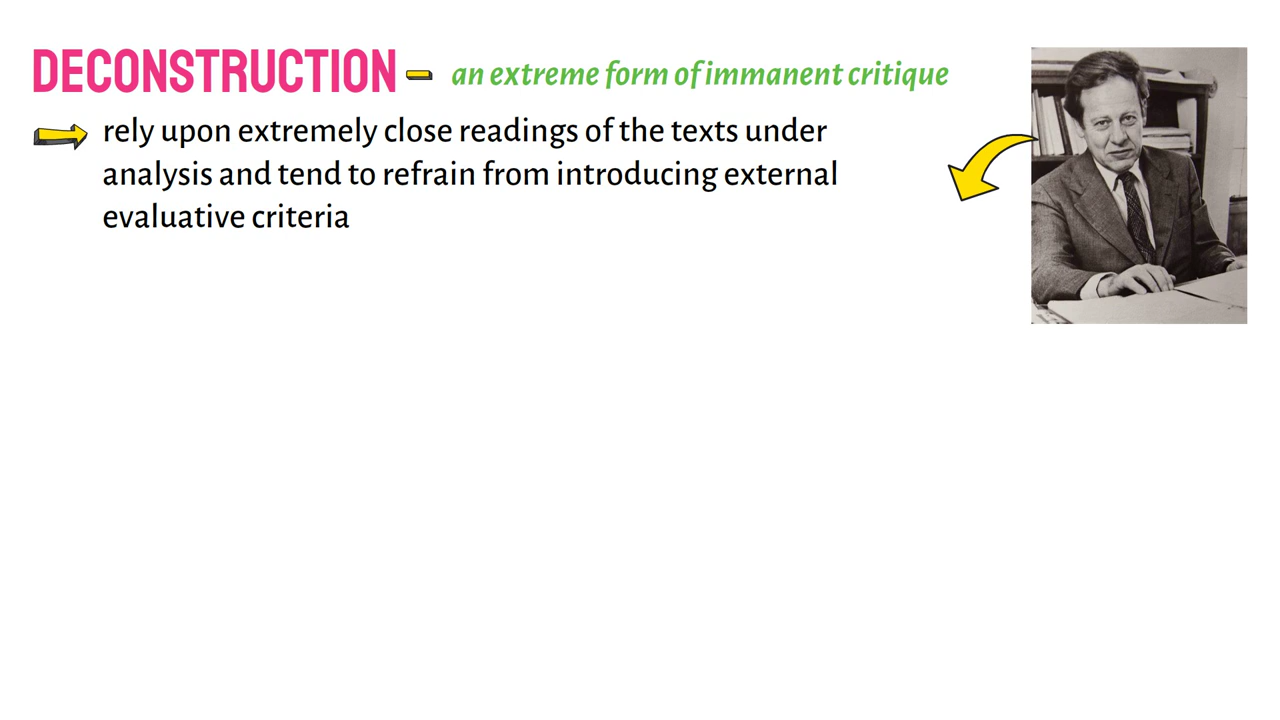 DECONSTRUCTION - an extreme form of immanent critique
rely upon extremely close readings of the texts under
analysis and tend to refrain from introducing external
evaluative criteria